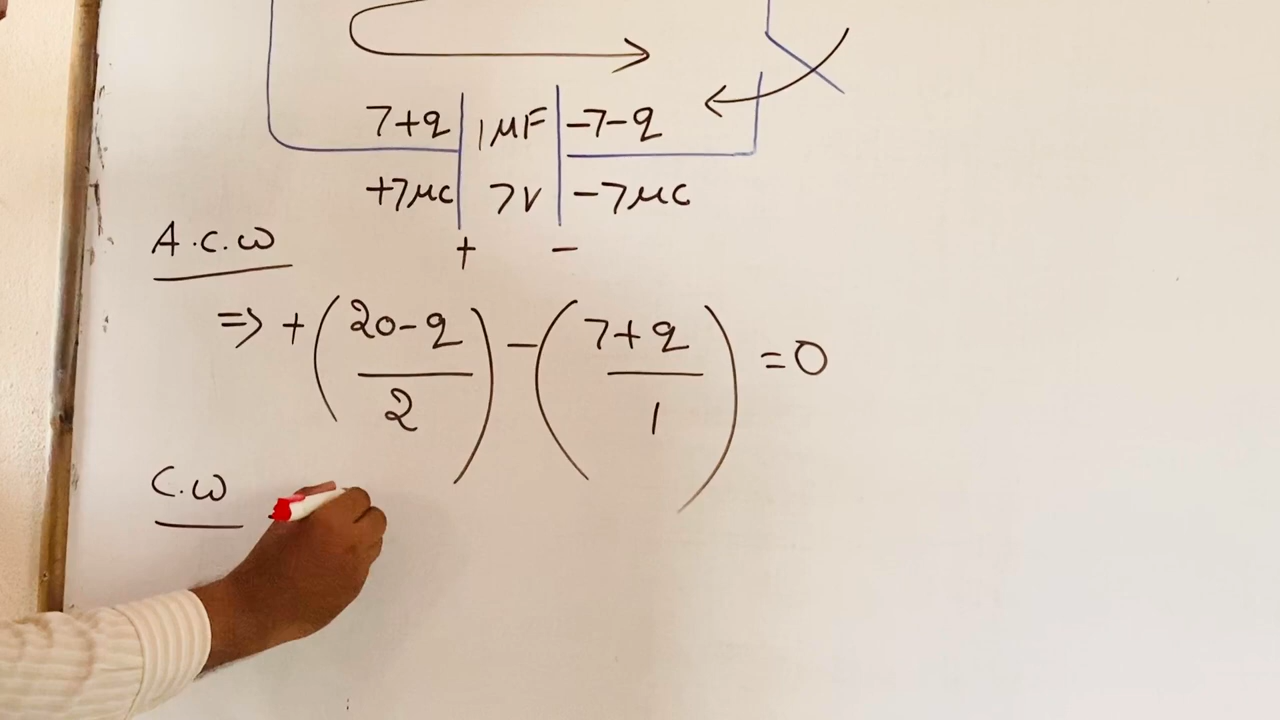 7+q 1μF -7-q
+7μc 7V -7μc
+ -
A.C.W
=> +(20-q/2) - (7+q/1) = 0
C.W